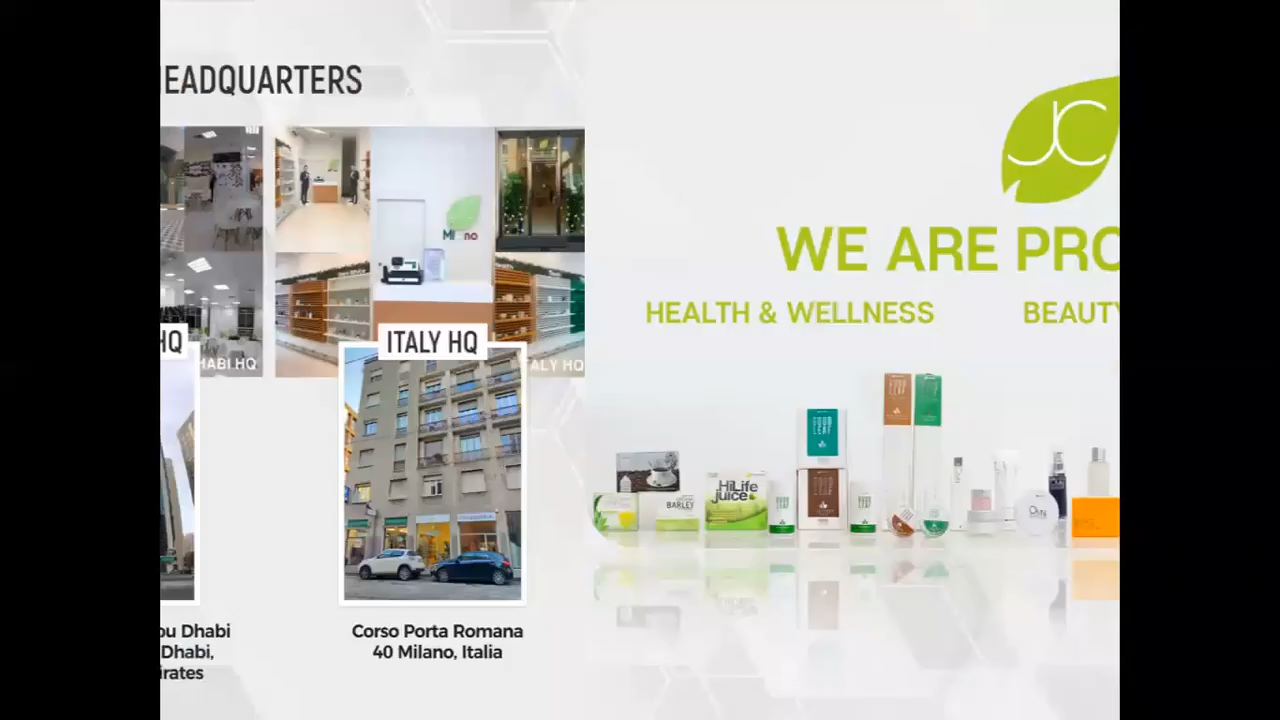 EADQUARTERS
Milano
HQ
HABI HQ
ITALY HQ
ALY HQ
ou Dhabi
Dhabi,
irates
Corso Porta Romana
40 Milano, Italia
JC
WE ARE PRO
HEALTH & WELLNESS
BEAUTY
HiLife
juice
BARLEY